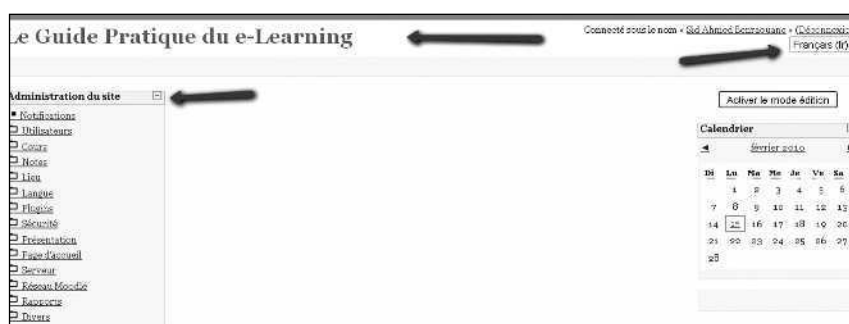 Le Guide Pratique du e-Learning
Connecté sous le nom « Sid Ahmed Benraouane » (Déconnexio
Français (fr)
Administration du site
Notifications
Utilisateurs
Cours
Notes
Lieu
Langue
Plugins
Sécurité
Présentation
Page d'accueil
Serveur
Réseau Moodle
Rapports
Divers
Activer le mode édition
Calendrier
◄ février 2010
Di Lu Ma Me Je Ve Sa
1 2 3 4 5 6
7 8 9 10 11 12 13
14 15 16 17 18 19 20
21 22 23 24 25 26 27
28